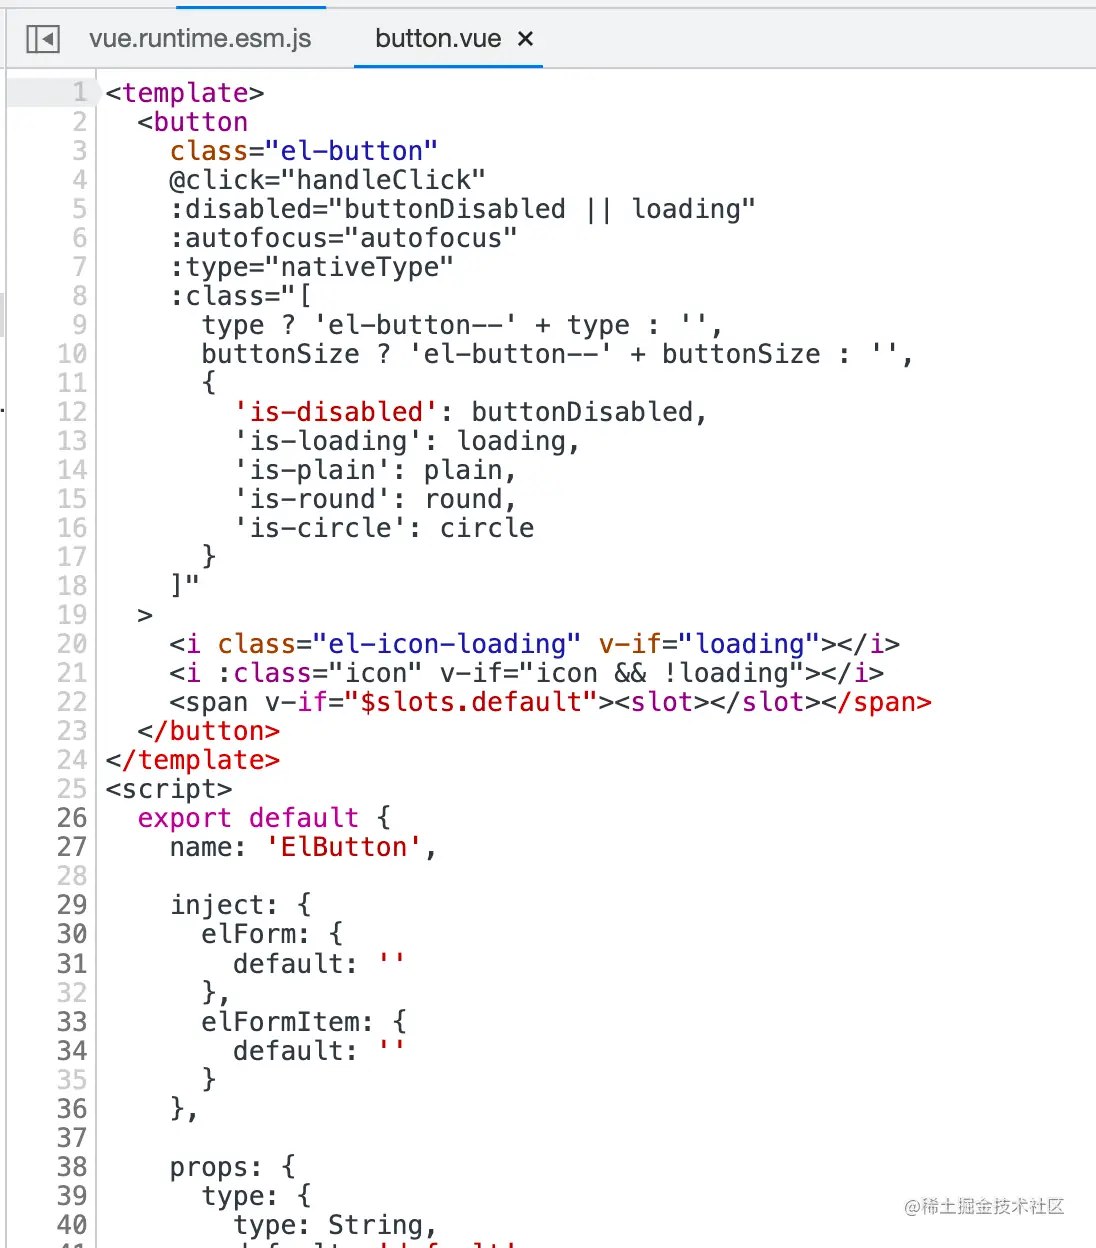 vue.runtime.esm.js button.vue ×
1 <template>
2 <button
3 class="el-button"
4 @click="handleClick"
5 :disabled="buttonDisabled || loading"
6 :autofocus="autofocus"
7 :type="nativeType"
8 :class="[
9 type ? 'el-button--' + type : '',
10 buttonSize ? 'el-button--' + buttonSize : '',
11 {
12 'is-disabled': buttonDisabled,
13 'is-loading': loading,
14 'is-plain': plain,
15 'is-round': round,
16 'is-circle': circle
17 }
18 ]"
19 >
20 <i class="el-icon-loading" v-if="loading"></i>
21 <i :class="icon" v-if="icon && !loading"></i>
22 <span v-if="$slots.default"><slot></slot></span>
23 </button>
24 </template>
25 <script>
26 export default {
27 name: 'ElButton',
28
29 inject: {
30 elForm: {
31 default: ''
32 },
33 elFormItem: {
34 default: ''
35 }
36 },
37
38 props: {
39 type: {
40 type: String,
@稀土掘金技术社区